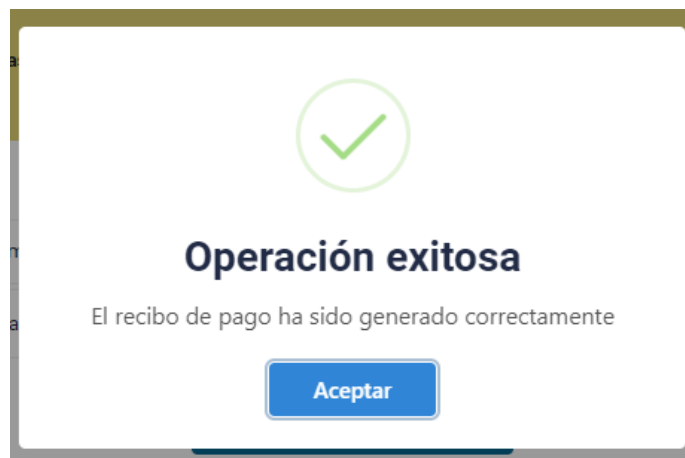 Operación exitosa
El recibo de pago ha sido generado correctamente
Aceptar